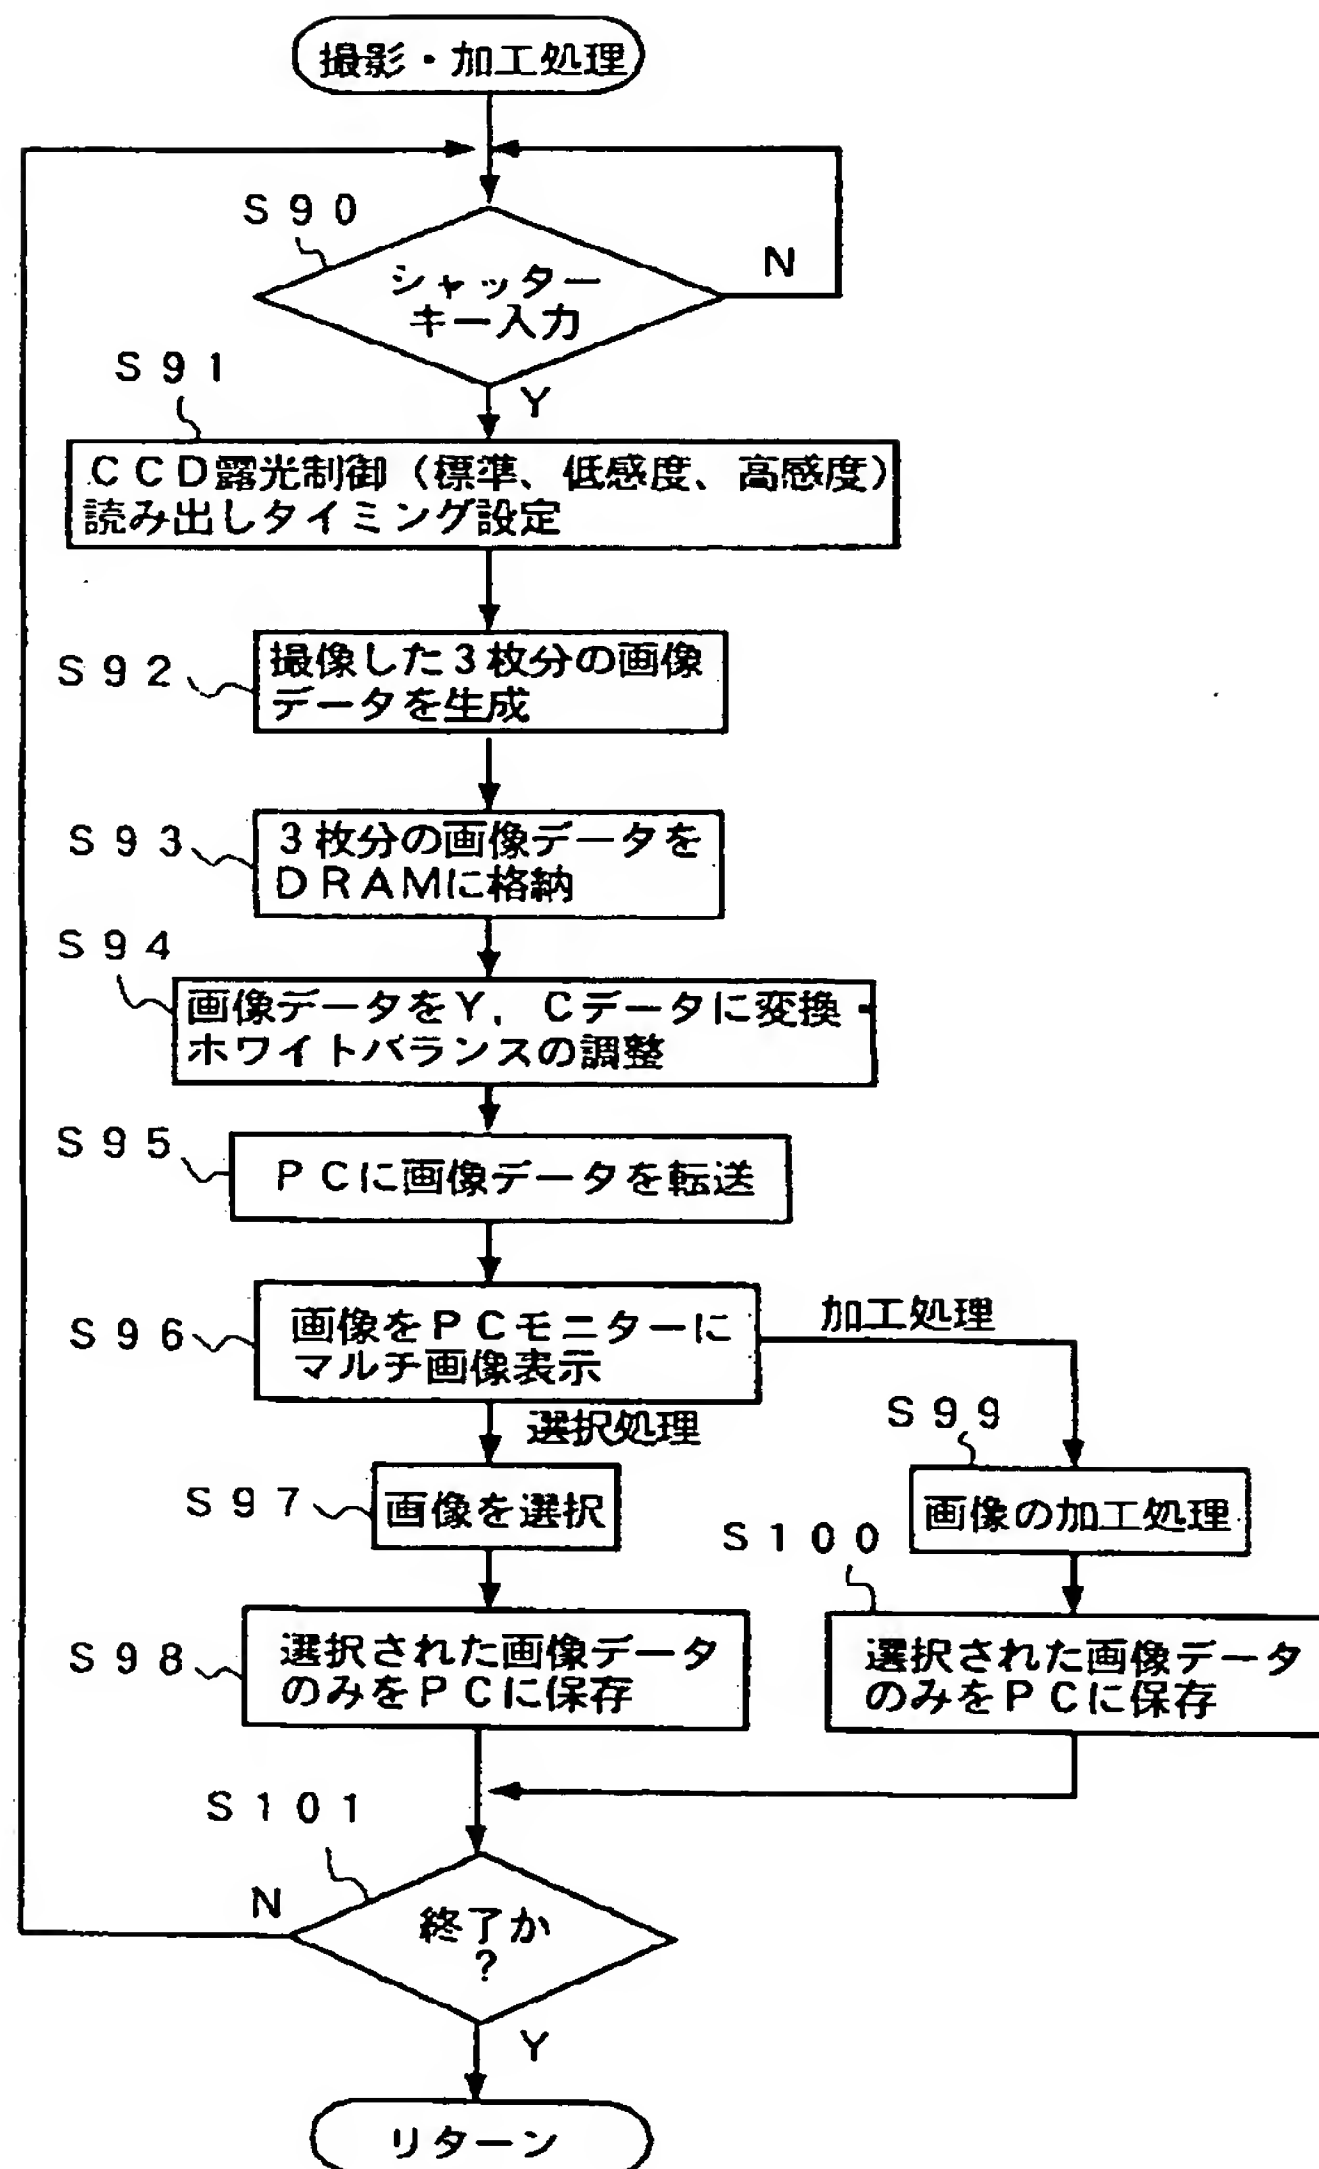 撮影・加工処理
S90
シャッター
キー入力
N
Y
S91
CCD露光制御(標準、低感度、高感度)
読み出しタイミング設定
S92
撮像した3枚分の画像
データを生成
S93
3枚分の画像データを
DRAMに格納
S94
画像データをY,Cデータに変換
ホワイトバランスの調整
S95
PCに画像データを転送
S96
画像をPCモニターに
マルチ画像表示
加工処理
選択処理
S97
画像を選択
S99
画像の加工処理
S98
選択された画像データ
のみをPCに保存
S100
選択された画像データ
のみをPCに保存
S101
終了か
?
N
Y
リターン